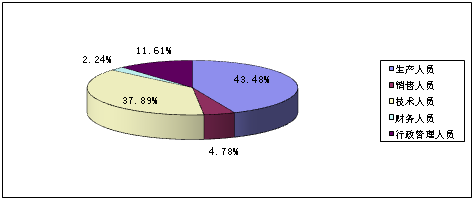 11.61%
2.24%
43.48%
37.89%
4.78%
生产人员
销售人员
技术人员
财务人员
行政管理人员